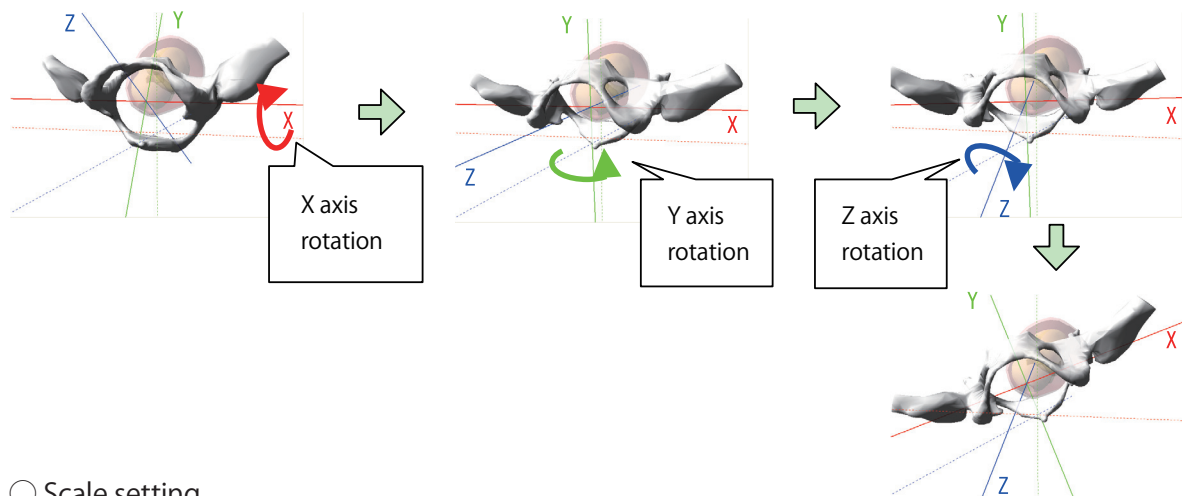 Z
Y
X
X axis
rotation
Y
X
Z
Y axis
rotation
Y
X
Z
Z axis
rotation
Y
X
Z
○ Scale setting